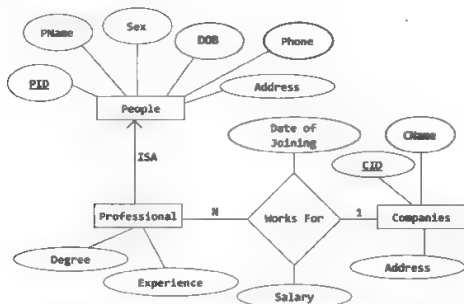 Sex
PName
DOB
Phone
PID
People
Address
ISA
Date of
Joining
CName
CID
Professional
N
Works For
1
Companies
Degree
Experience
Address
Salary